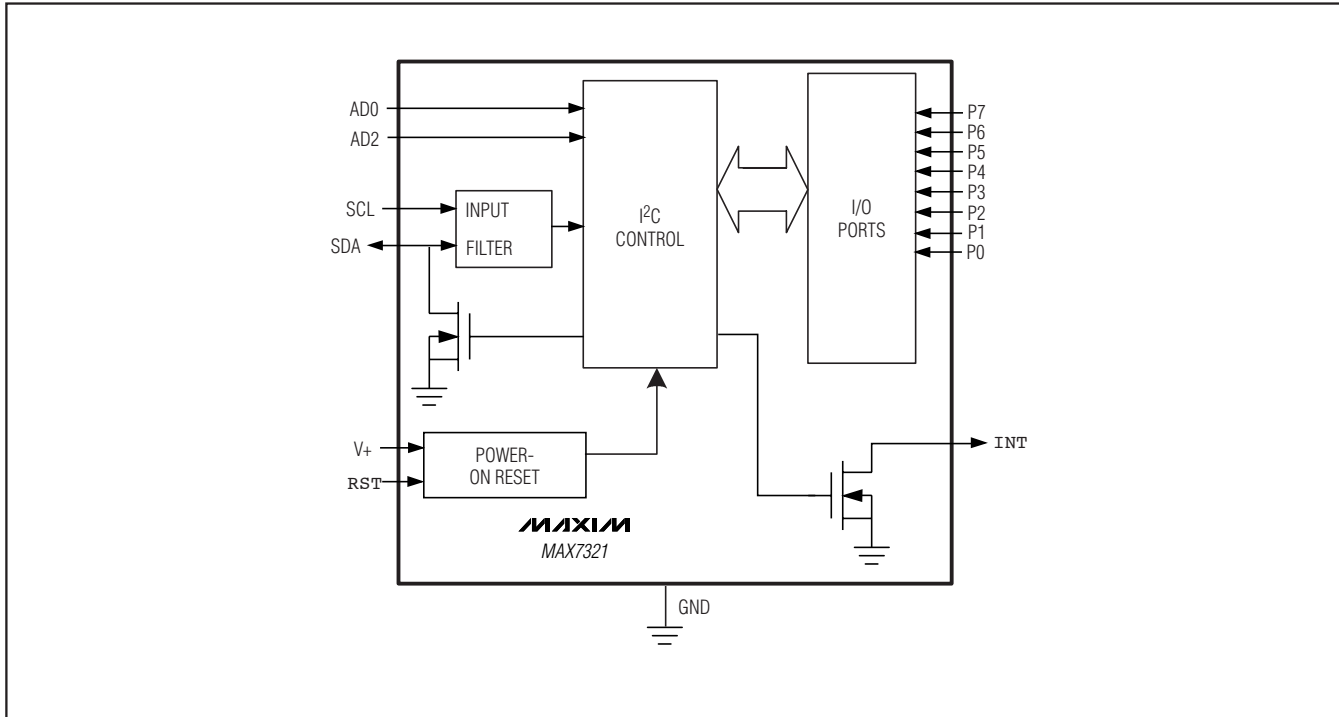 AD0
AD2
SCL
SDA
INPUT
FILTER
I²C
CONTROL
I/O
PORTS
P7
P6
P5
P4
P3
P2
P1
P0
V+
RST
POWER-
ON RESET
INT
MAXIM
MAX7321
GND